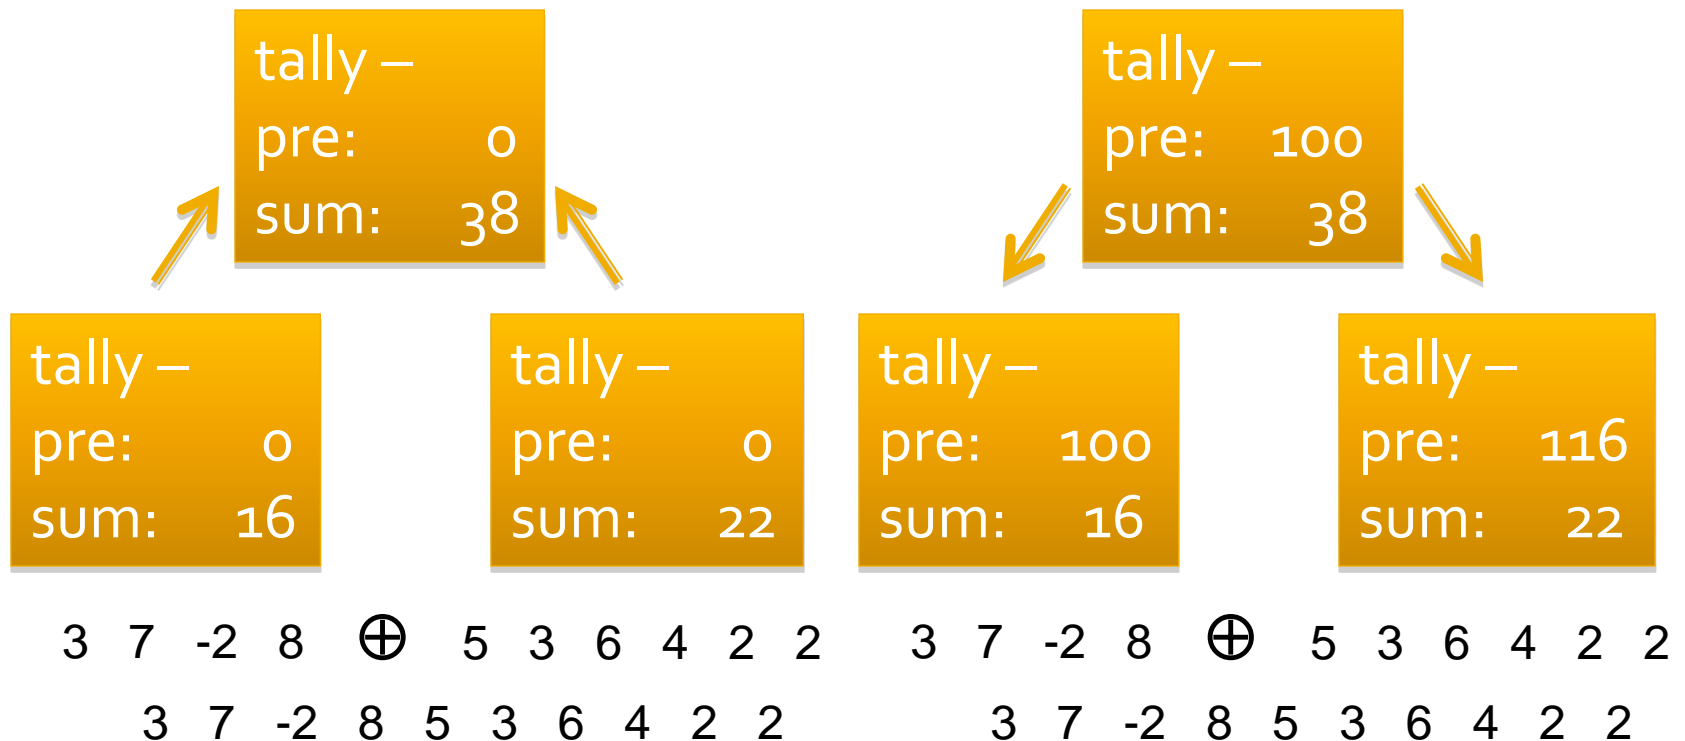 tally –
pre: 0
sum: 38
tally –
pre: 100
sum: 38
tally –
pre: 0
sum: 16
tally –
pre: 0
sum: 22
tally –
pre: 100
sum: 16
tally –
pre: 116
sum: 22
3 7 -2 8 ⊕ 5 3 6 4 2 2
3 7 -2 8 ⊕ 5 3 6 4 2 2
3 7 -2 8 5 3 6 4 2 2
3 7 -2 8 5 3 6 4 2 2